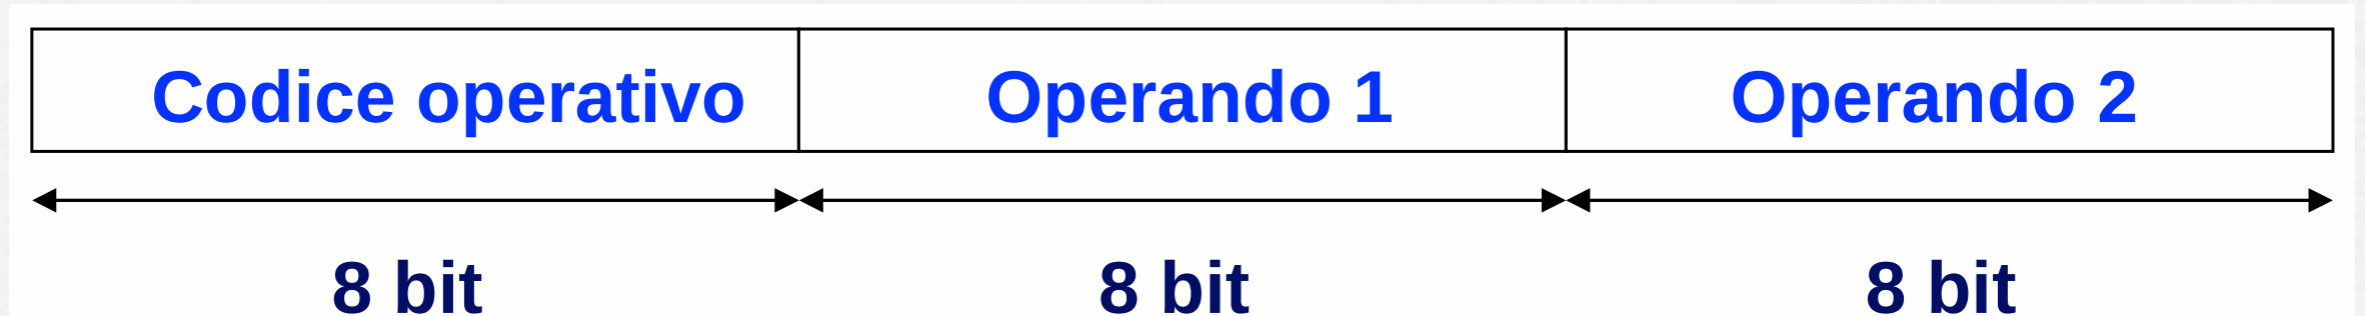 Codice operativo Operando 1 Operando 2
8 bit 8 bit 8 bit